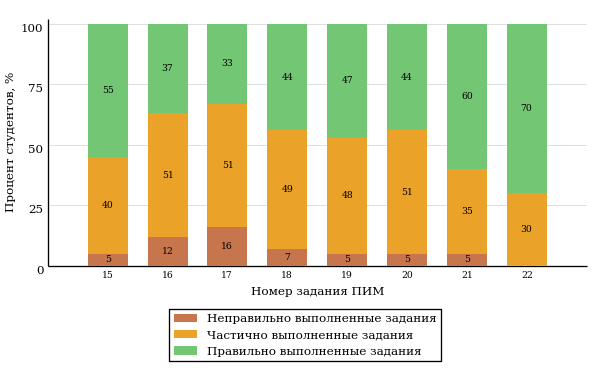 Процент студентов, %
100
75
50
25
0
55 37 33 44 47 44 60 70
40 51 51 49 48 51 35 30
5 12 16 7 5 5 5
15 16 17 18 19 20 21 22
Номер задания ПИМ
Неправильно выполненные задания
Частично выполненные задания
Правильно выполненные задания